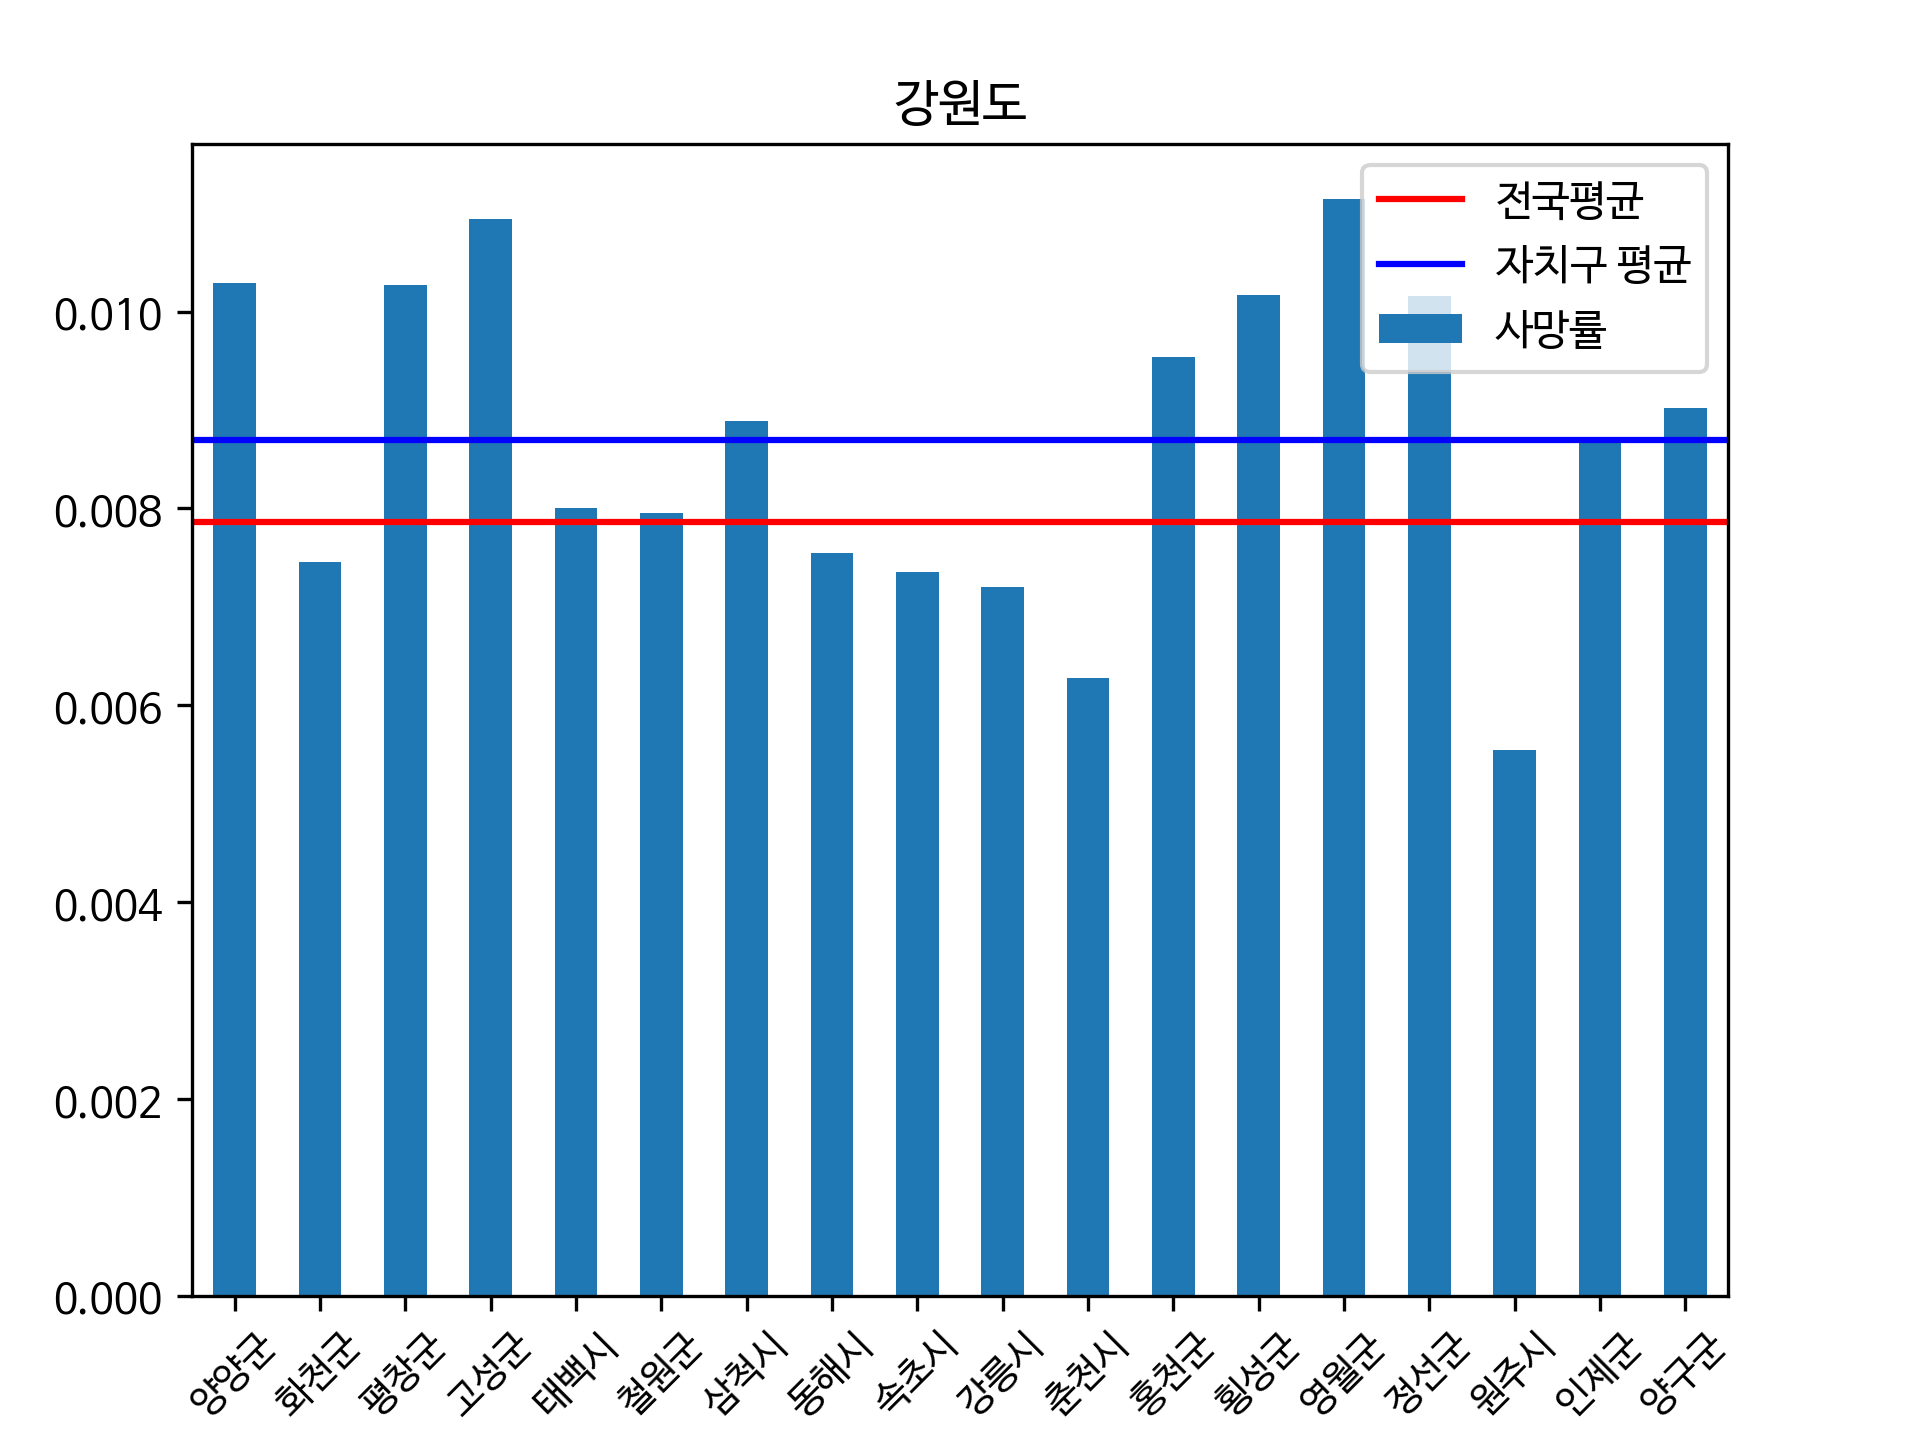 강원도
전국평균
자치구 평균
사망률
0.010
0.008
0.006
0.004
0.002
0.000
양양군
화천군
평창군
고성군
태백시
철원군
삼척시
동해시
속초시
강릉시
춘천시
홍천군
횡성군
영월군
정선군
원주시
인제군
양구군